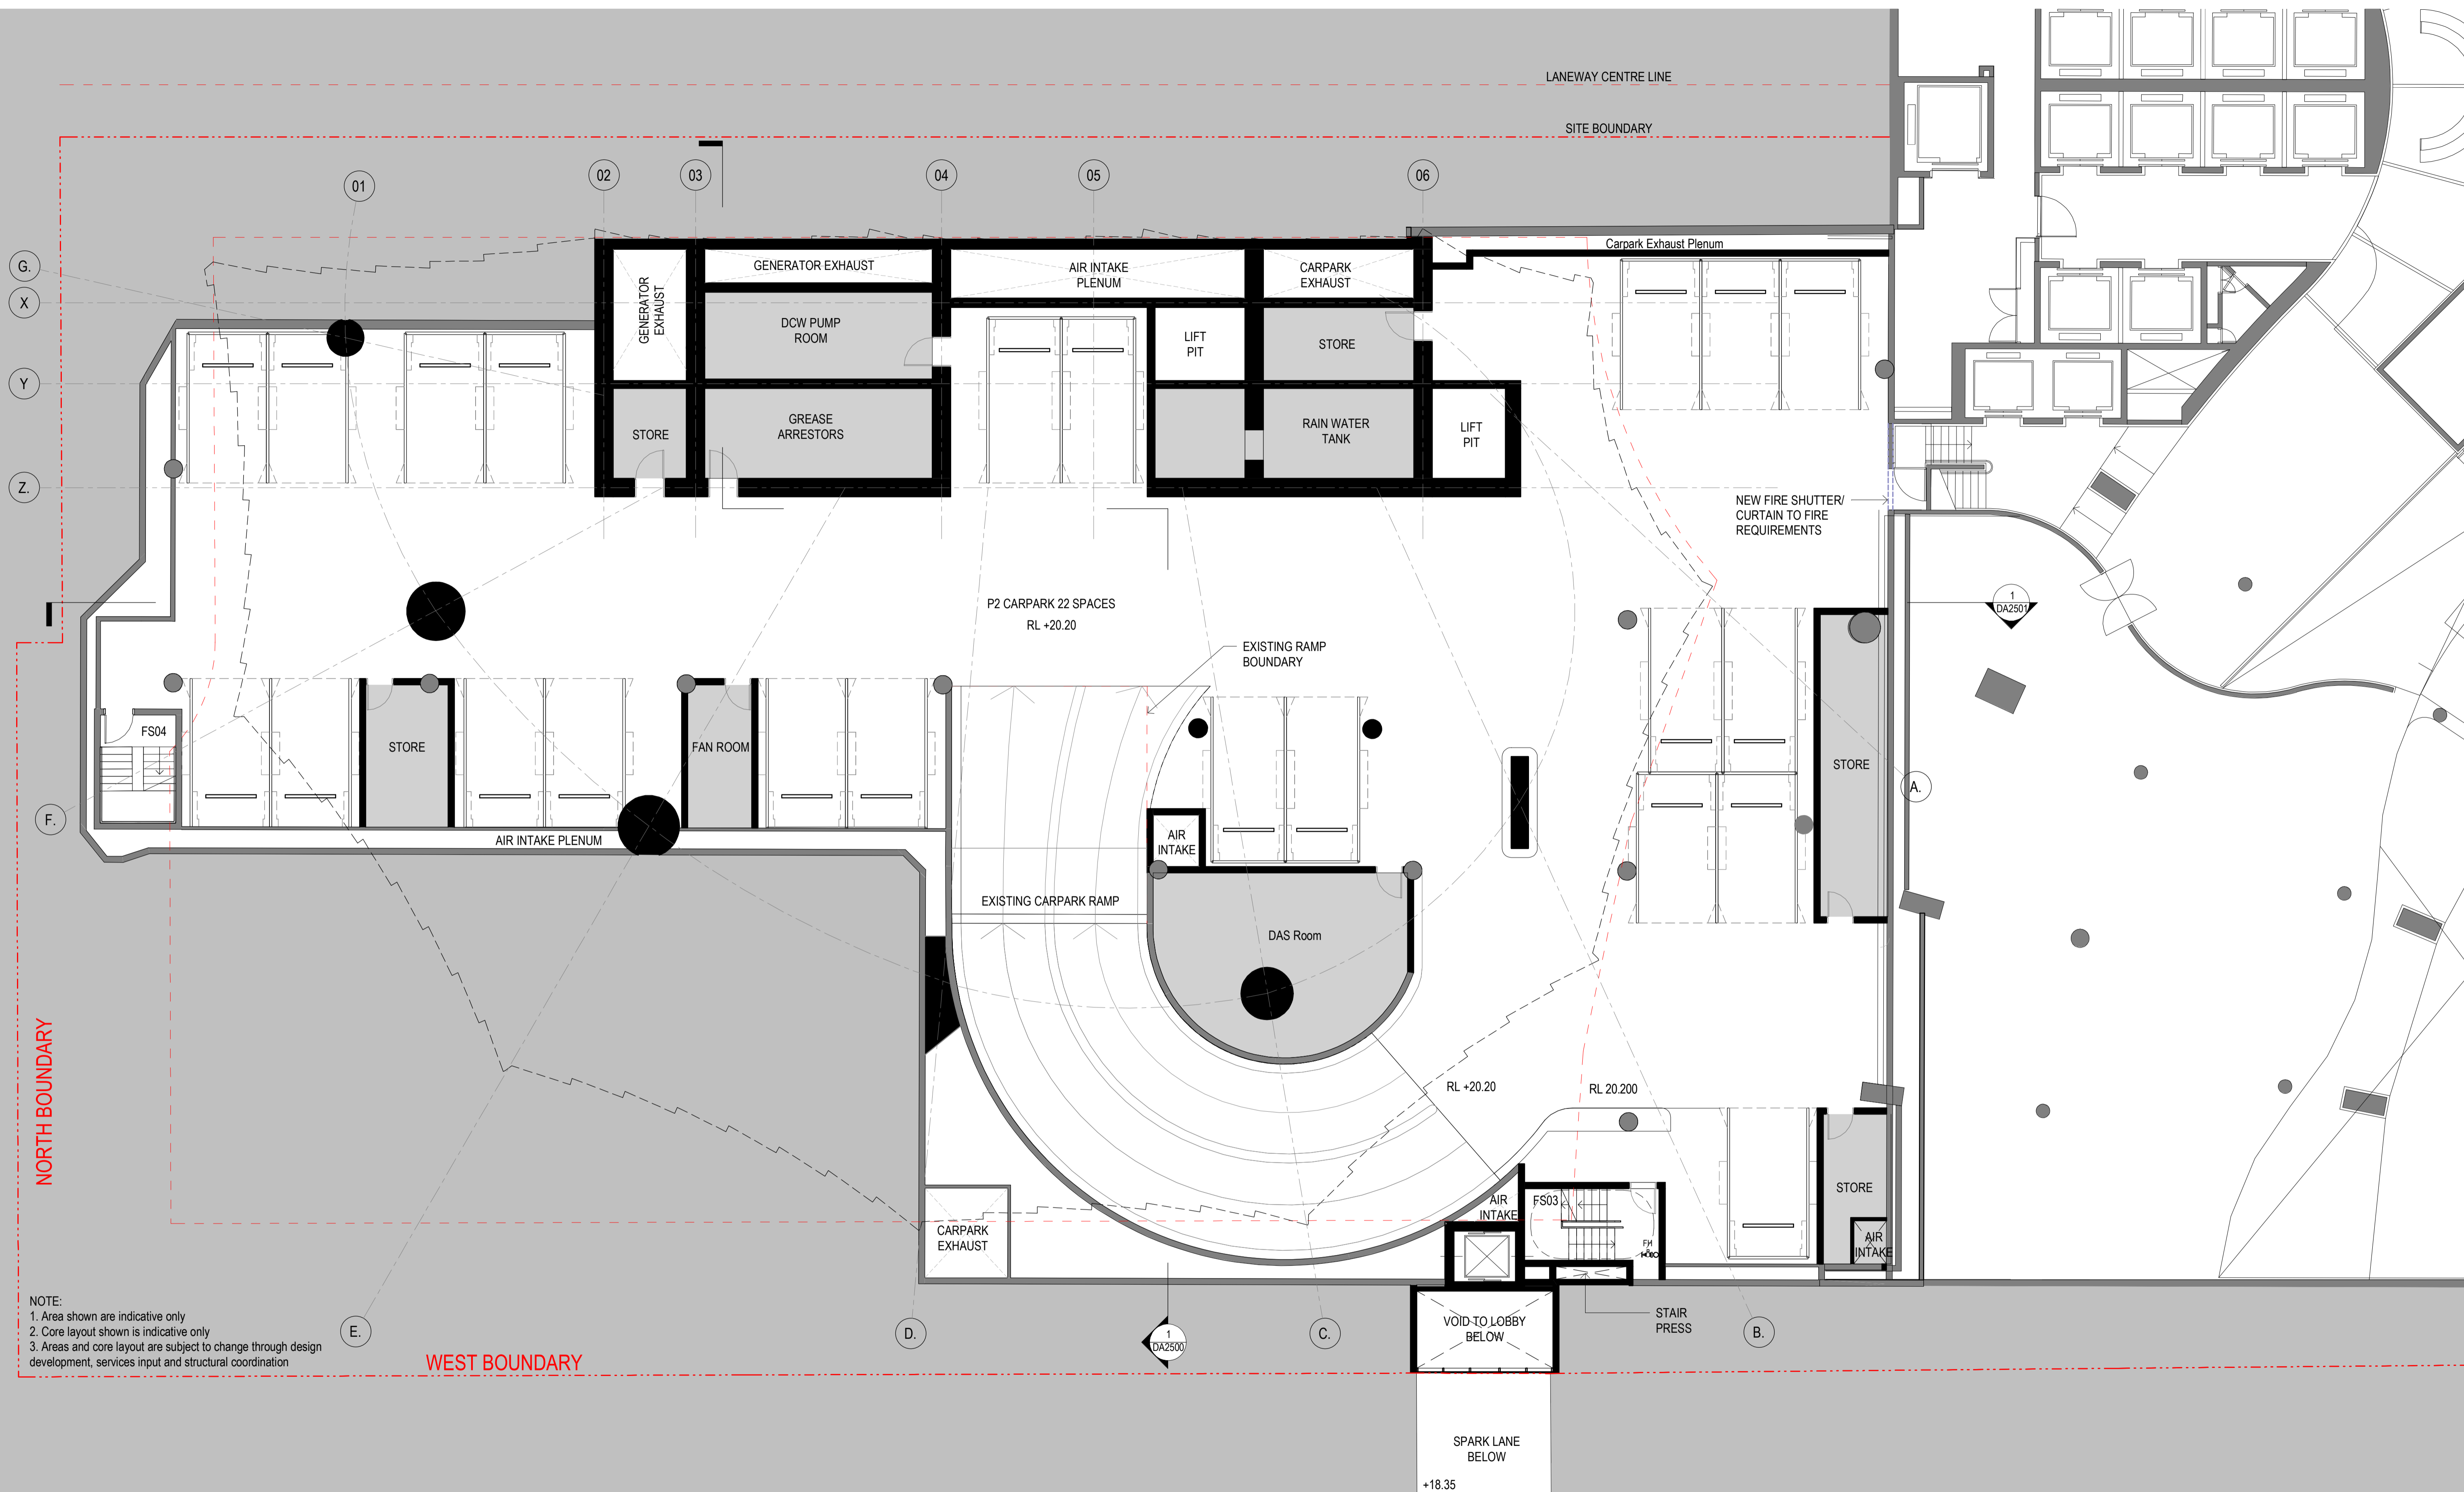 LANEWAY CENTRE LINE
SITE BOUNDARY
01
02
03
04
05
06
G.
X
Y
Z.
F.
GENERATOR
EXHAUST
GENERATOR EXHAUST
AIR INTAKE
PLENUM
CARPARK
EXHAUST
Carpark Exhaust Plenum
DCW PUMP
ROOM
LIFT
PIT
STORE
STORE
GREASE
ARRESTORS
RAIN WATER
TANK
LIFT
PIT
NEW FIRE SHUTTER/
CURTAIN TO FIRE
REQUIREMENTS
P2 CARPARK 22 SPACES
RL +20.20
EXISTING RAMP
BOUNDARY
1
DA2501
FS04
STORE
FAN ROOM
STORE
A.
AIR INTAKE PLENUM
AIR
INTAKE
EXISTING CARPARK RAMP
DAS Room
RL +20.20
RL 20.200
NORTH BOUNDARY
CARPARK
EXHAUST
AIR
INTAKE
FS03
FH
STORE
AIR
INTAKE
NOTE:
1. Area shown are indicative only
2. Core layout shown is indicative only
3. Areas and core layout are subject to change through design
development, services input and structural coordination
E.
D.
1
DA2500
C.
VOID TO LOBBY
BELOW
STAIR
PRESS
B.
WEST BOUNDARY
SPARK LANE
BELOW
+18.35